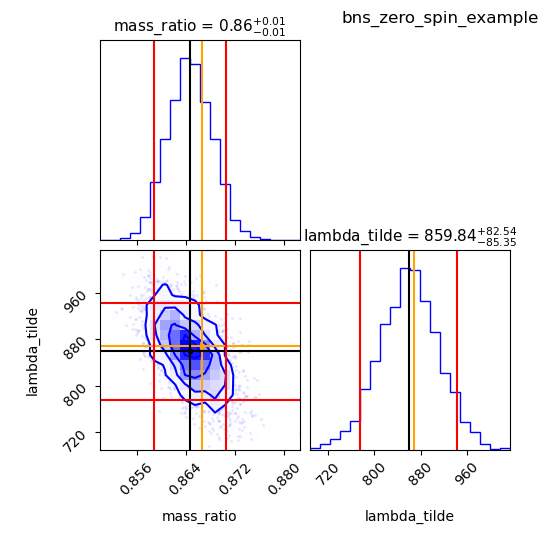 bns_zero_spin_example
mass_ratio = 0.86+0.01−0.01
lambda_tilde = 859.84+82.54−85.35
lambda_tilde
960
880
800
720
0.856
0.864
0.872
0.880
mass_ratio
720
800
880
960
lambda_tilde